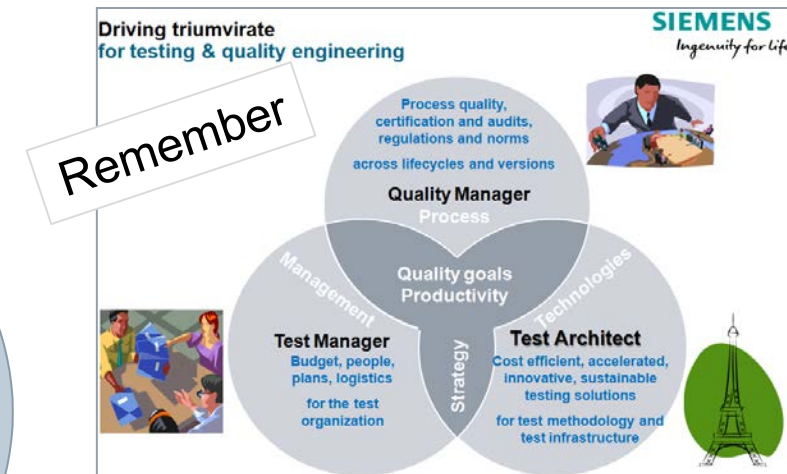 Driving triumvirate
for testing & quality engineering
SIEMENS
Ingenuity for life
Remember
Process quality,
certification and audits,
regulations and norms
across lifecycles and versions
Quality Manager
Process
Management
Quality goals
Productivity
Technologies
Test Manager
Budget, people,
plans, logistics
for the test
organization
Strategy
Test Architect
Cost efficient, accelerated,
innovative, sustainable
testing solutions
for test methodology and
test infrastructure